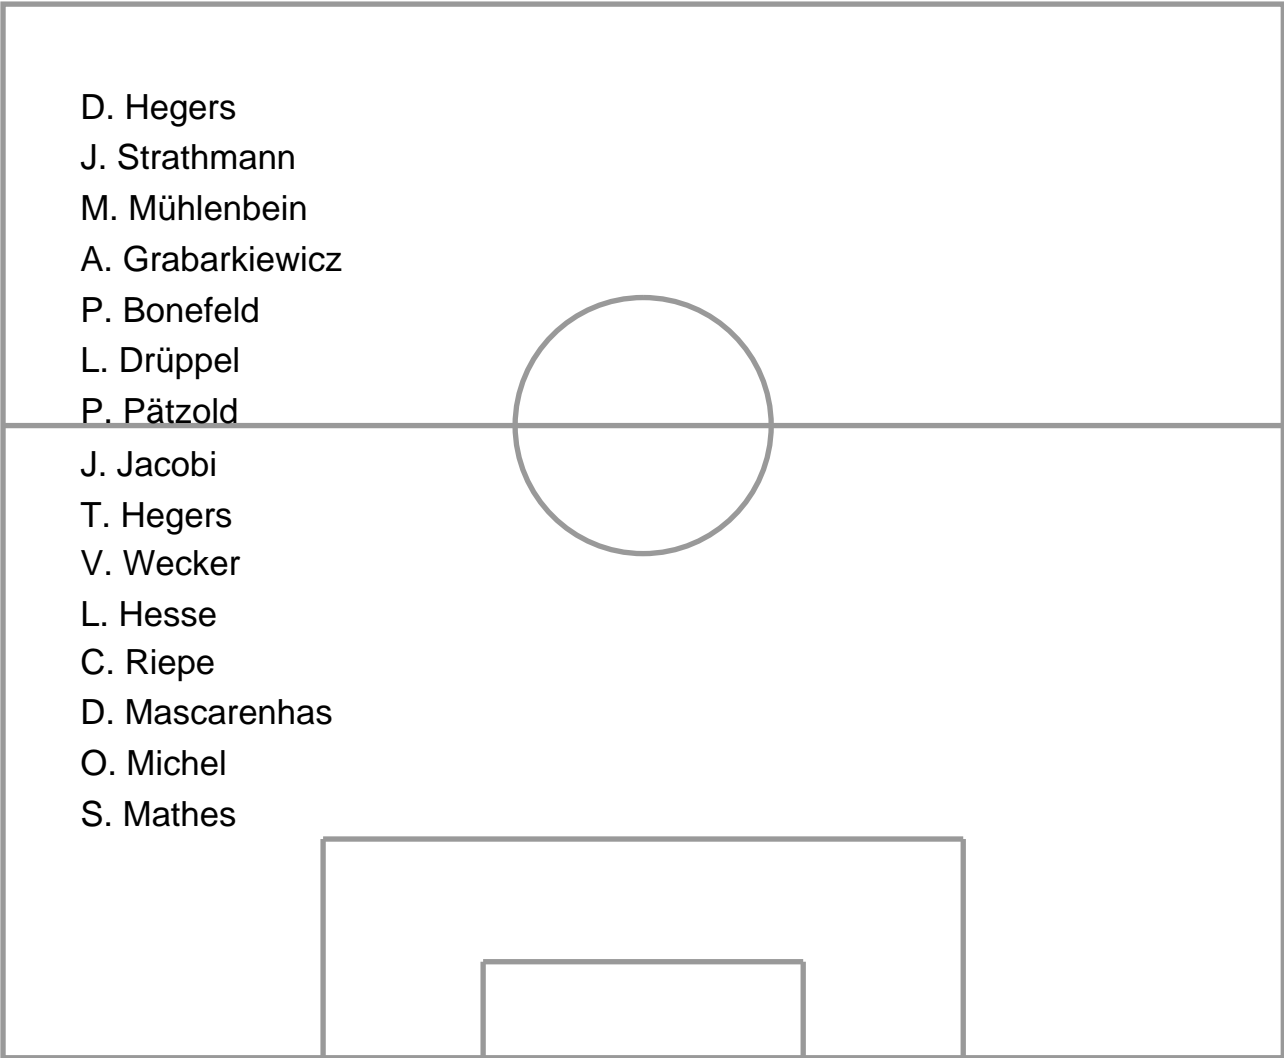 D. Hegers
J. Strathmann
M. Mühlenbein
A. Grabarkiewicz
P. Bonefeld
L. Drüppel
P. Pätzold
J. Jacobi
T. Hegers
V. Wecker
L. Hesse
C. Riepe
D. Mascarenhas
O. Michel
S. Mathes